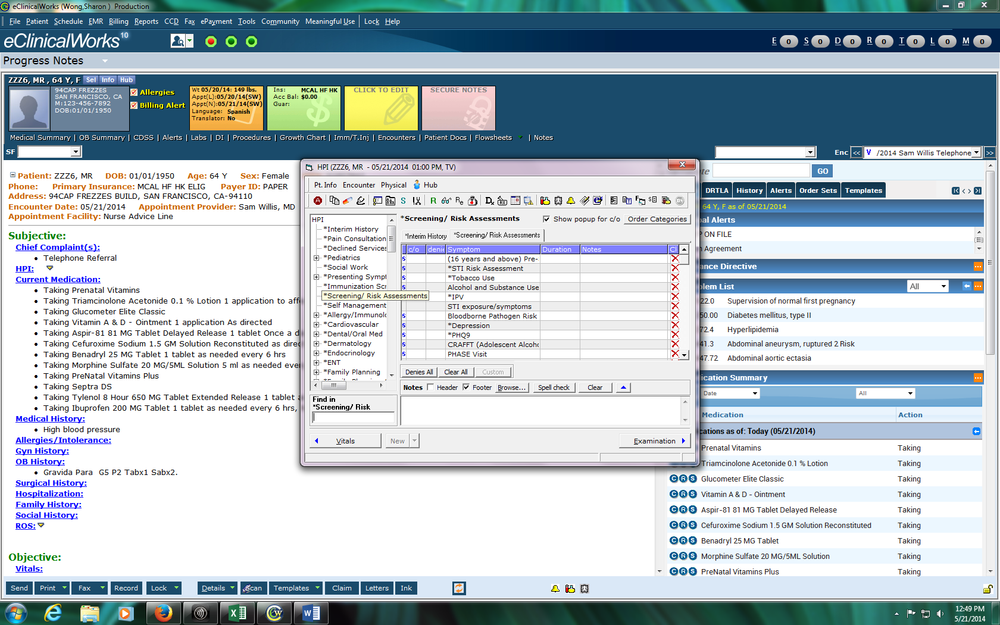 eClinicalWorks (Wong,Sharon ) Production
File Patient Schedule EMR Billing Reports CCD Fax ePayment Tools Community Meaningful Use Lock Help
eClinicalWorks 10
E 0 S 0 D 0 R 0 T 0 L 0 M 0
Progress Notes
ZZZ6, MR , 64 Y, F Sel Info Hub
94CAP FREZZES
SAN FRANCISCO, CA
M:123-456-7892
DOB:01/01/1950
Allergies
Billing Alert
Wt 05/20/14: 149 lbs.
Appt(L):05/20/14(SW)
Appt(N):05/21/14(SW)
Language: Spanish
Translator: No
Ins: MCAL HF HK
Acc Bal: $0.00
Guar:
CLICK TO EDIT
SECURE NOTES
Medical Summary | OB Summary | CDSS | Alerts | Labs | DI | Procedures | Growth Chart | Imm/T.Inj | Encounters | Patient Docs | Flowsheets | Notes
SF
Enc << V /2014 Sam Willis Telephone >>
Patient: ZZZ6, MR DOB: 01/01/1950 Age: 64 Y Sex: Female
Phone: Primary Insurance: MCAL HF HK ELIG Payer ID: PAPER
Address: 94CAP FREZZES BUILD, SAN FRANCISCO, CA-94110
Encounter Date: 05/21/2014 Appointment Provider: Sam Willis, MD
Appointment Facility: Nurse Advice Line
Subjective:
Chief Complaint(s):
Telephone Referral
HPI:
Current Medication:
Taking Prenatal Vitamins
Taking Triamcinolone Acetonide 0.1 % Lotion 1 application to aff
Taking Glucometer Elite Classic
Taking Vitamin A & D - Ointment 1 application As directed
Taking Aspir-81 81 MG Tablet Delayed Release 1 tablet Once a d
Taking Cefuroxime Sodium 1.5 GM Solution Reconstituted as direc
Taking Benadryl 25 MG Tablet 1 tablet as needed every 6 hrs
Taking Morphine Sulfate 20 MG/5ML Solution 5 ml as needed ever
Taking PreNatal Vitamins Plus
Taking Septra DS
Taking Tylenol 8 Hour 650 MG Tablet Extended Release 1 tablet a
Taking Ibuprofen 200 MG Tablet 1 tablet as needed every 6 hrs,
Medical History:
High blood pressure
Allergies/Intolerance:
Gyn History:
OB History:
Gravida Para G5 P2 Tabx1 Sabx2.
Surgical History:
Hospitalization:
Family History:
Social History:
ROS:
Objective:
Vitals:
HPI (ZZZ6, MR - 05/21/2014 01:00 PM, TV)
Pt. Info Encounter Physical Hub
HPI
*Interim History
*Pain Consultation
*Declined Services
*Pediatrics
*Social Work
*Presenting Sympt
*Immunization Scr
*Screening/ Risk Assessments
*Self Management
*Allergy/Immunol
*Cardiovascular
*Dental/Oral Med
*Dermatology
*Endocrinology
*ENT
*Family Planning
Find in
*Screening/ Risk
*Screening/ Risk Assessments Show popup for c/o Order Categories
*Interim History *Screening/ Risk Assessments
c/o denie Symptom Duration Notes Cl
S (16 years and above) Pre-
S *STI Risk Assessment
S *Tobacco Use
S Alcohol and Substance Use
S *IPV
STI exposure/symptoms
S Bloodborne Pathogen Risk
S *Depression
S *PHQ9
S CRAFFT (Adolescent Alcoho
S PHASE Visit
Denies All Clear All Custom
Notes Header Footer Browse... Spell check Clear
Vitals New Examination
GO
DRTLA History Alerts Order Sets Templates
64 Y, F as of 05/21/2014
al Alerts
P ON FILE
Agreement
ance Directive
lem List All
22.0 Supervision of normal first pregnancy
50.00 Diabetes mellitus, type II
72.4 Hyperlipidemia
41.3 Abdominal aneurysm, ruptured 2 Risk
47.72 Abdominal aortic ectasia
ication Summary
Date All
Medication Action
cations as of: Today (05/21/2014)
Prenatal Vitamins Taking
Triamcinolone Acetonide 0.1 % Lotion Taking
C R S Glucometer Elite Classic Taking
C R S Vitamin A & D - Ointment Taking
C R S Aspir-81 81 MG Tablet Delayed Release Taking
C R S Cefuroxime Sodium 1.5 GM Solution Reconstituted Taking
C R S Benadryl 25 MG Tablet Taking
C R S Morphine Sulfate 20 MG/5ML Solution Taking
C R S PreNatal Vitamins Plus Taking
Send Print Fax Record Lock Details Scan Templates Claim Letters Ink
12:49 PM
5/21/2014